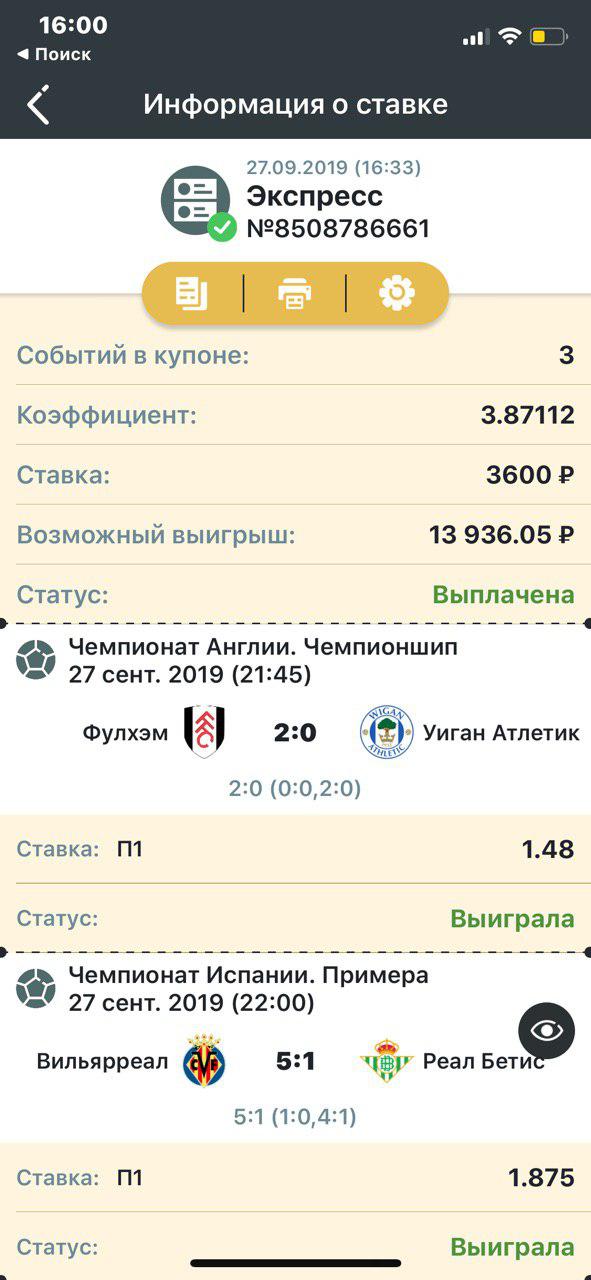 16:00
◀ Поиск
Информация о ставке
27.09.2019 (16:33)
Экспресс
№8508786661
Событий в купоне: 3
Коэффициент: 3.87112
Ставка: 3600 ₽
Возможный выигрыш: 13 936.05 ₽
Статус: Выплачена
Чемпионат Англии. Чемпионшип
27 сент. 2019 (21:45)
Фулхэм 2:0 WIGAN ATHLETIC Уиган Атлетик
2:0 (0:0,2:0)
Ставка: П1 1.48
Статус: Выиграла
Чемпионат Испании. Примера
27 сент. 2019 (22:00)
Вильярреал 5:1 Реал Бетис
5:1 (1:0,4:1)
Ставка: П1 1.875
Статус: Выиграла